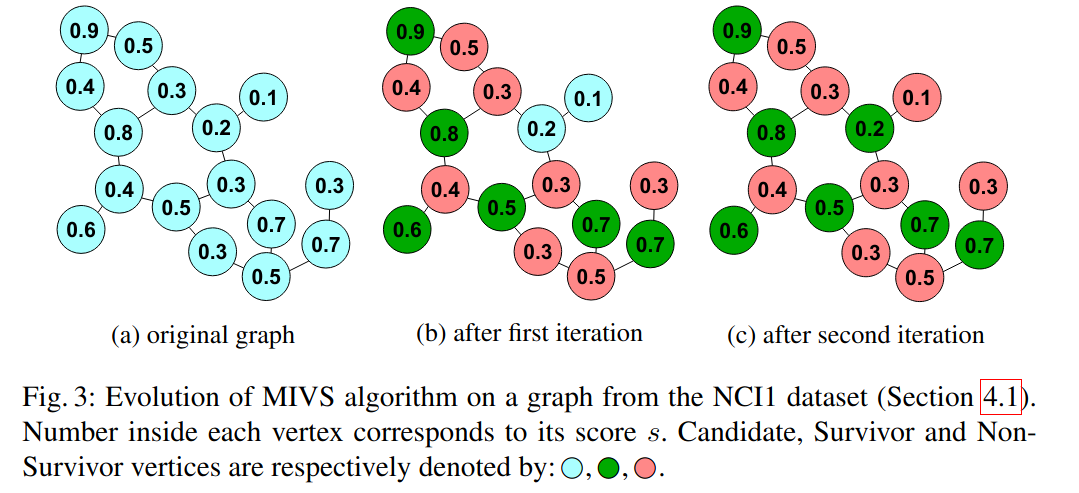 0.9 0.5
0.4 0.3 0.1
0.8 0.2
0.4 0.3 0.3
0.5
0.6 0.7
0.3 0.7
0.5
(a) original graph
0.9 0.5
0.4 0.3 0.1
0.8 0.2
0.4 0.3 0.3
0.5
0.6 0.7
0.3 0.7
0.5
(b) after first iteration
0.9 0.5
0.4 0.3 0.1
0.8 0.2
0.4 0.3 0.3
0.5
0.6 0.7
0.3 0.7
0.5
(c) after second iteration
Fig. 3: Evolution of MIVS algorithm on a graph from the NCI1 dataset (Section 4.1).
Number inside each vertex corresponds to its score s. Candidate, Survivor and Non-
Survivor vertices are respectively denoted by: , , .